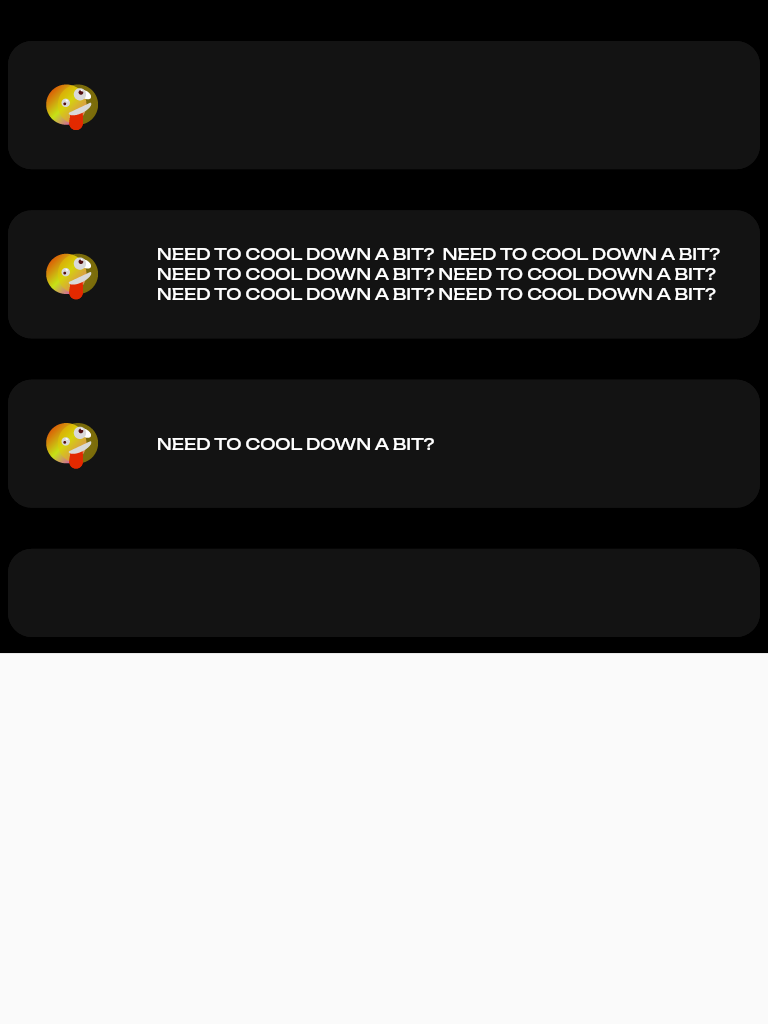 NEED TO COOL DOWN A BIT?  NEED TO COOL DOWN A BIT?
NEED TO COOL DOWN A BIT? NEED TO COOL DOWN A BIT?
NEED TO COOL DOWN A BIT? NEED TO COOL DOWN A BIT?
NEED TO COOL DOWN A BIT?